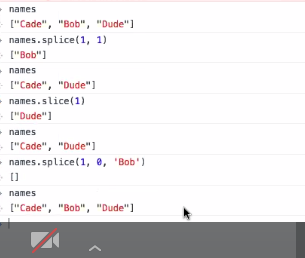 names
["Cade", "Bob", "Dude"]
names.splice(1, 1)
["Bob"]
names
["Cade", "Dude"]
names.slice(1)
["Dude"]
names
["Cade", "Dude"]
names.splice(1, 0, 'Bob')
[]
names
["Cade", "Bob", "Dude"]